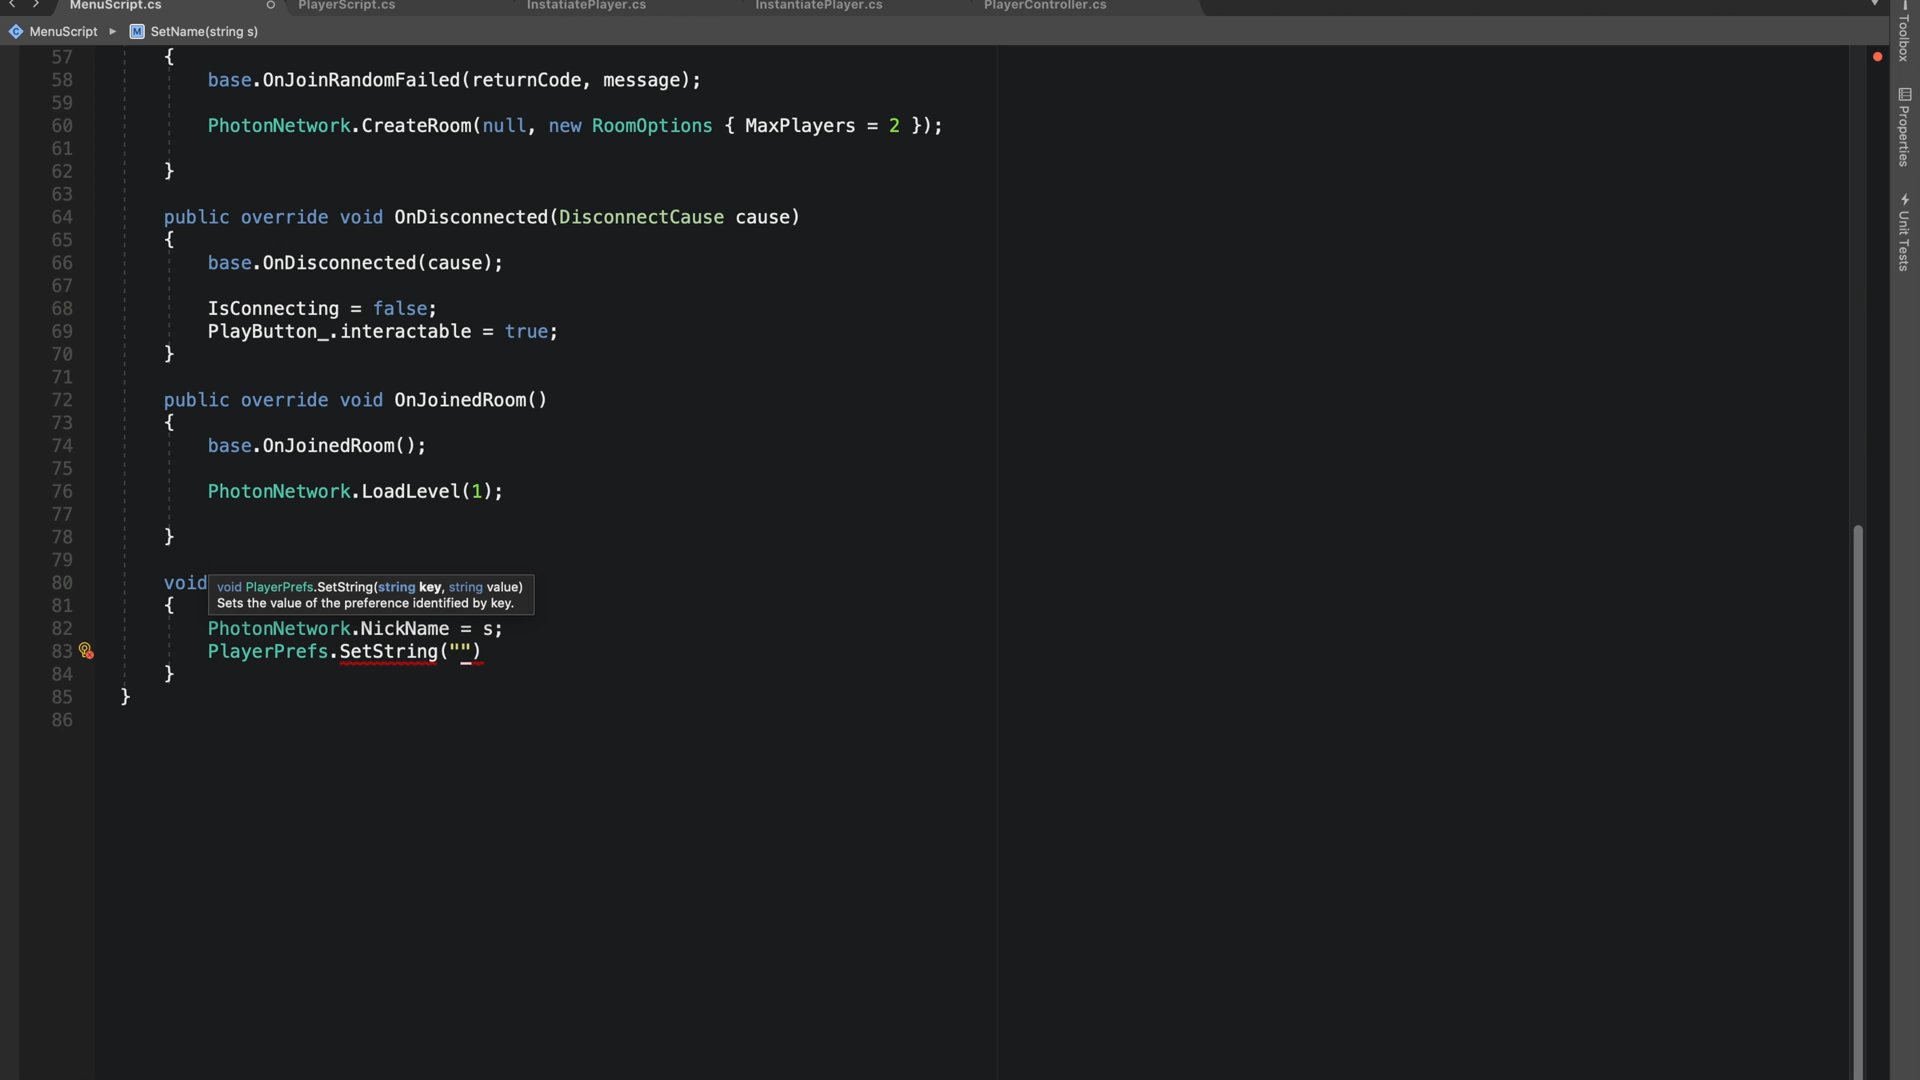 MenuScript.cs PlayerScript.cs InstatiatePlayer.cs InstantiatePlayer.cs PlayerController.cs
MenuScript SetName(string s)
57 {
58 base.OnJoinRandomFailed(returnCode, message);
59
60 PhotonNetwork.CreateRoom(null, new RoomOptions { MaxPlayers = 2 });
61
62 }
63
64 public override void OnDisconnected(DisconnectCause cause)
65 {
66 base.OnDisconnected(cause);
67
68 IsConnecting = false;
69 PlayButton_.interactable = true;
70 }
71
72 public override void OnJoinedRoom()
73 {
74 base.OnJoinedRoom();
75
76 PhotonNetwork.LoadLevel(1);
77
78 }
79
80 void
void PlayerPrefs.SetString(string key, string value)
Sets the value of the preference identified by key.
81 {
82 PhotonNetwork.NickName = s;
83 PlayerPrefs.SetString("")
84 }
85 }
86
Toolbox
Properties
Unit Tests